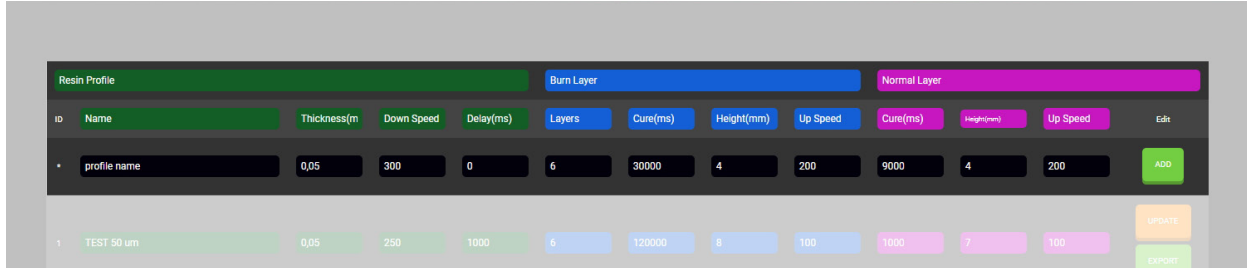 Resin Profile Burn Layer Normal Layer
ID Name Thickness(m Down Speed Delay(ms) Layers Cure(ms) Height(mm) Up Speed Cure(ms) Height(mm) Up Speed Edit
* profile name 0,05 300 0 6 30000 4 200 9000 4 200 ADD
UPDATE
1 TEST 50 um 0,05 250 1000 6 120000 8 100 1000 7 100
EXPORT